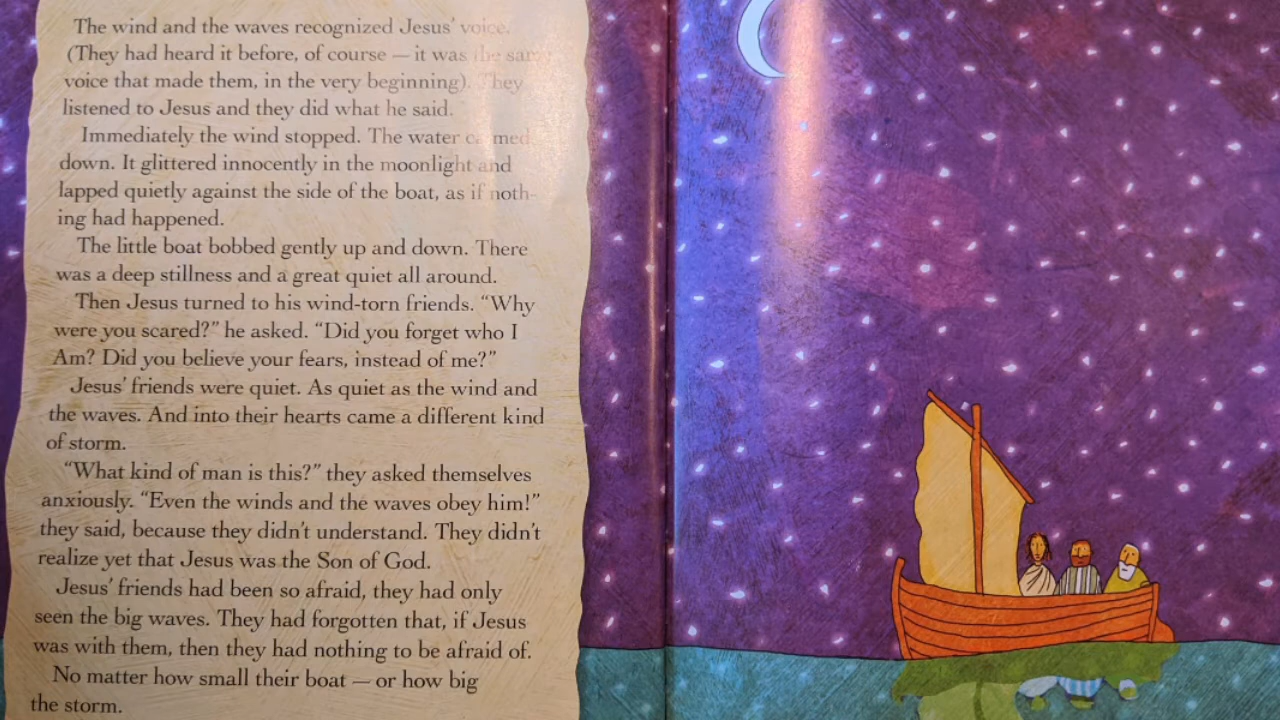 The wind and the waves recognized Jesus' voice.
(They had heard it before, of course — it was the same
voice that made them, in the very beginning). They
listened to Jesus and they did what he said.
Immediately the wind stopped. The water calmed
down. It glittered innocently in the moonlight and
lapped quietly against the side of the boat, as if noth-
ing had happened.
The little boat bobbed gently up and down. There
was a deep stillness and a great quiet all around.
Then Jesus turned to his wind-torn friends. “Why
were you scared?” he asked. “Did you forget who I
Am? Did you believe your fears, instead of me?”
Jesus' friends were quiet. As quiet as the wind and
the waves. And into their hearts came a different kind
of storm.
“What kind of man is this?” they asked themselves
anxiously. “Even the winds and the waves obey him!”
they said, because they didn't understand. They didn't
realize yet that Jesus was the Son of God.
Jesus' friends had been so afraid, they had only
seen the big waves. They had forgotten that, if Jesus
was with them, then they had nothing to be afraid of.
No matter how small their boat — or how big
the storm.